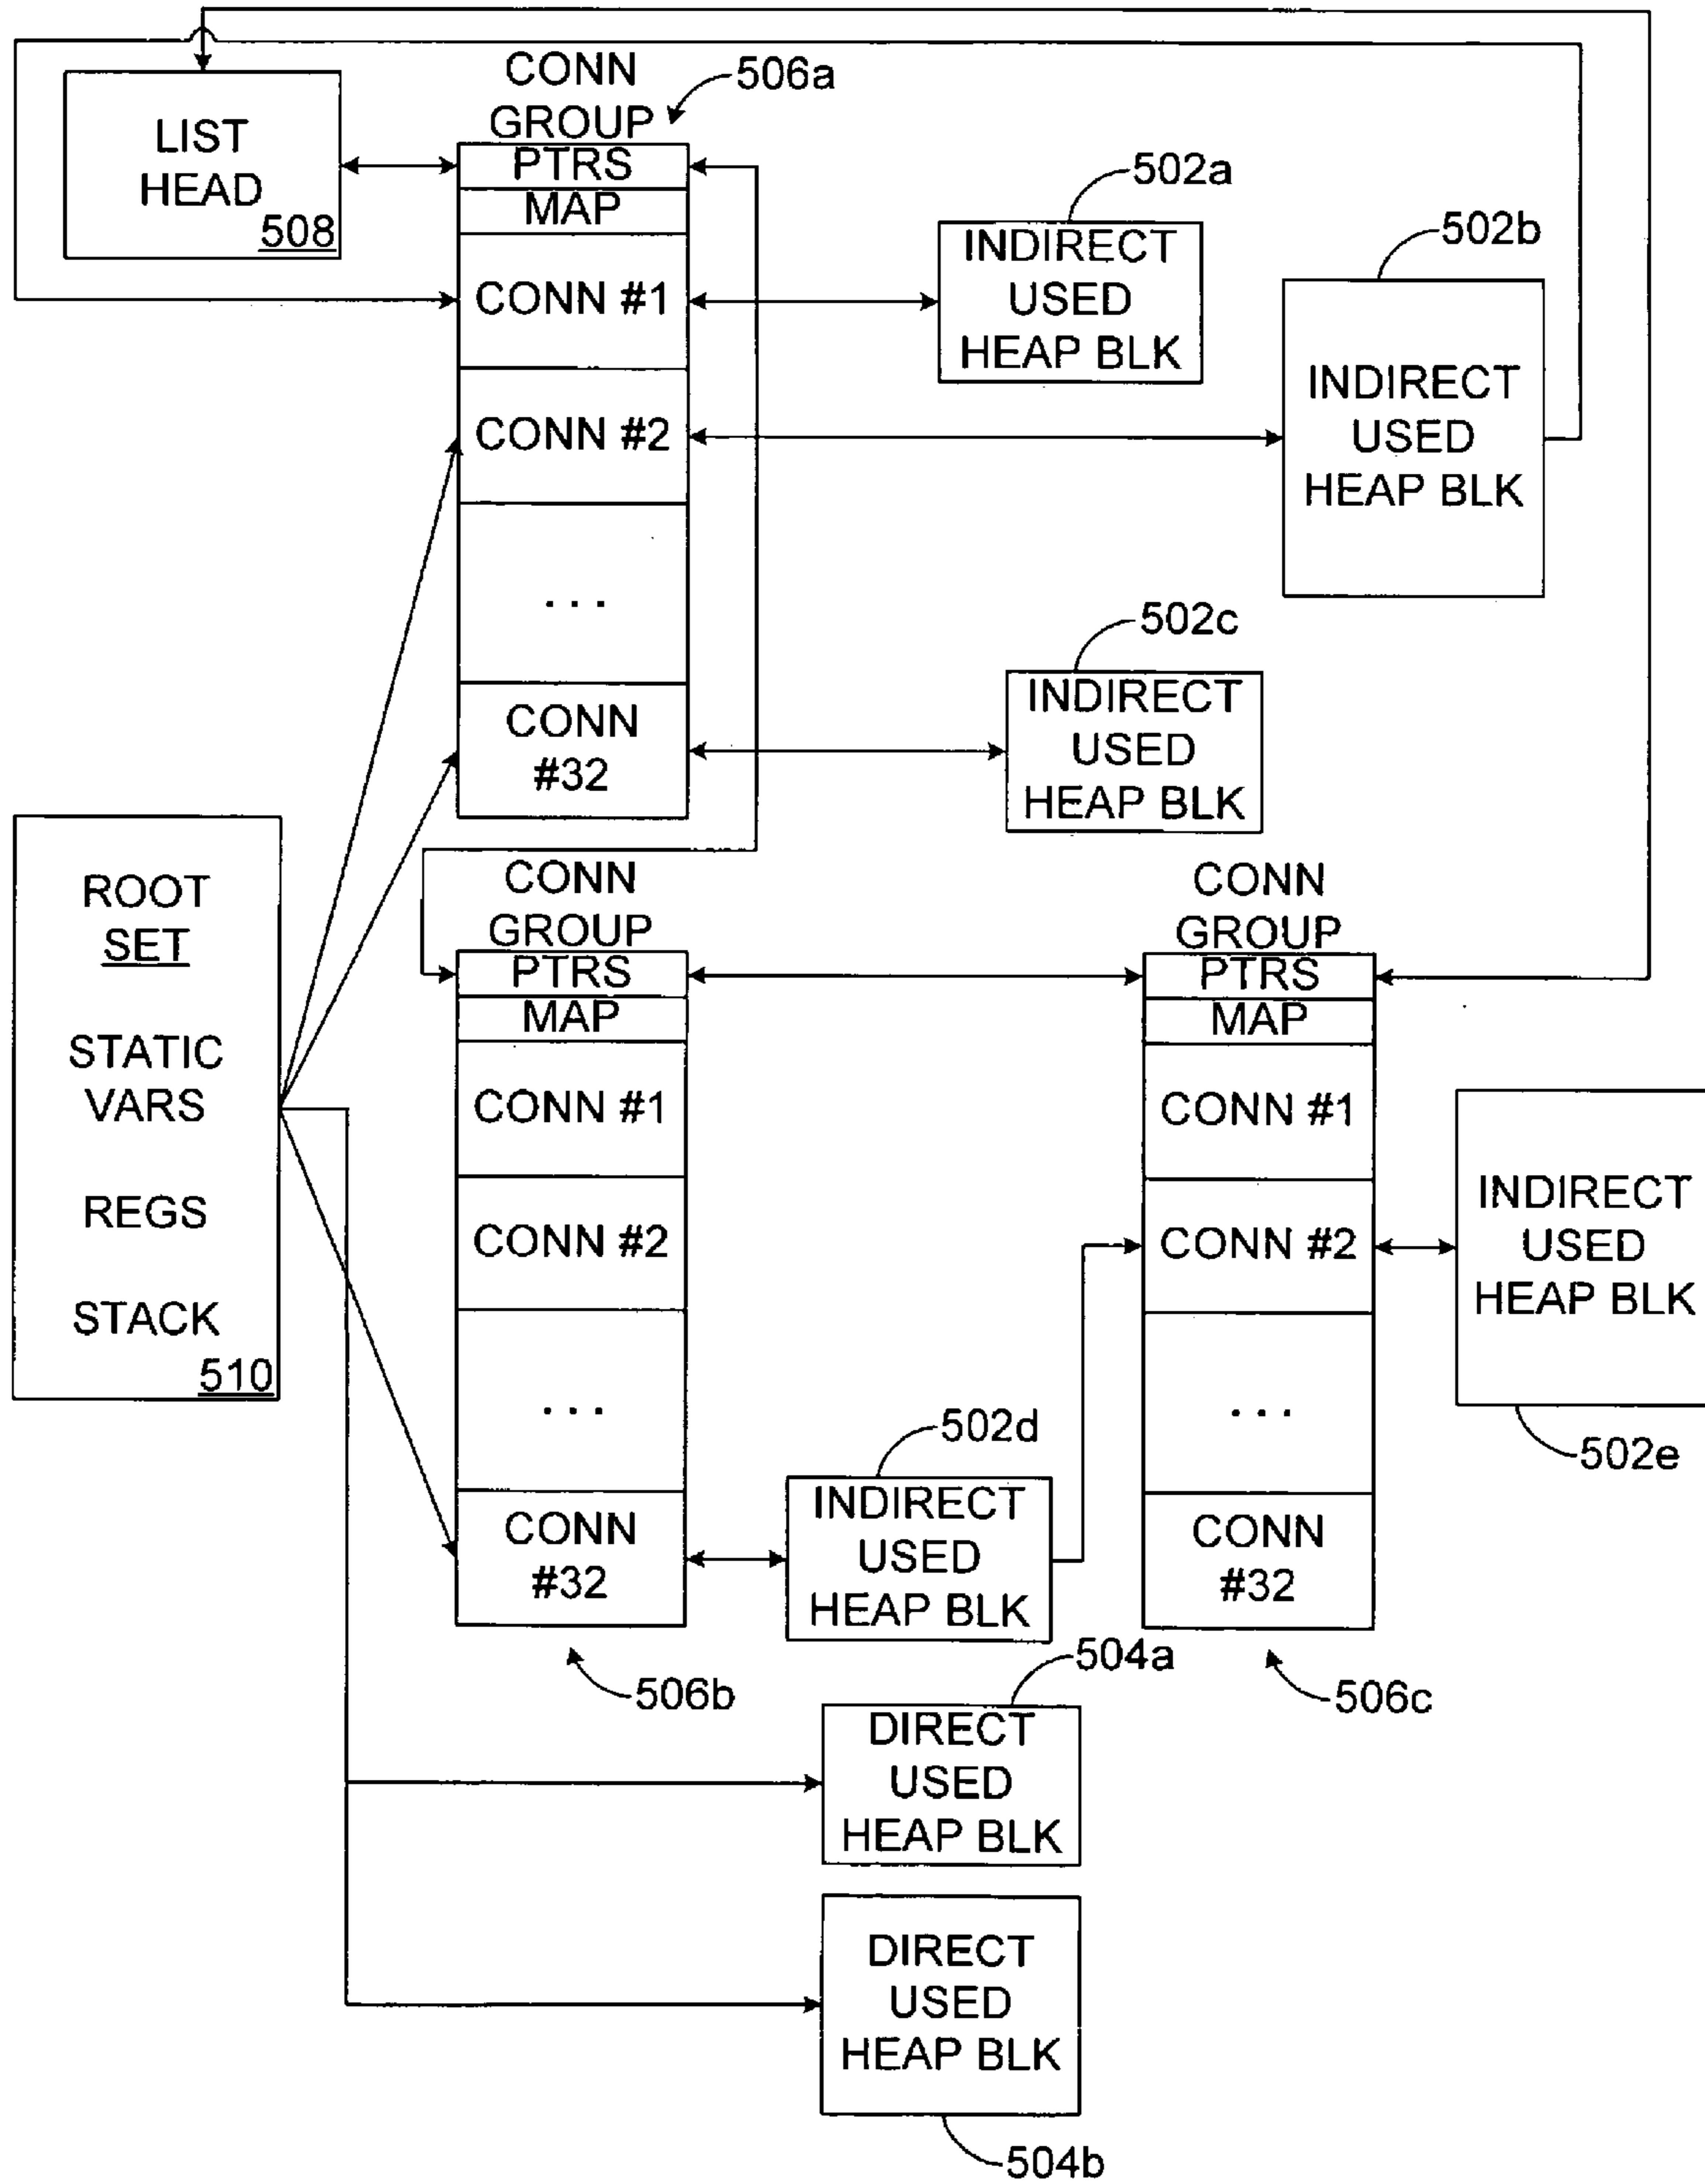 LIST
HEAD
508
CONN
GROUP
506a
PTRS
MAP
CONN #1
CONN #2
. . .
CONN
#32
502a
INDIRECT
USED
HEAP BLK
502b
INDIRECT
USED
HEAP BLK
502c
INDIRECT
USED
HEAP BLK
ROOT
SET
STATIC
VARS
REGS
STACK
510
CONN
GROUP
PTRS
MAP
CONN #1
CONN #2
. . .
CONN
#32
506b
CONN
GROUP
PTRS
MAP
CONN #1
CONN #2
. . .
CONN
#32
506c
INDIRECT
USED
HEAP BLK
502e
502d
INDIRECT
USED
HEAP BLK
504a
DIRECT
USED
HEAP BLK
DIRECT
USED
HEAP BLK
504b